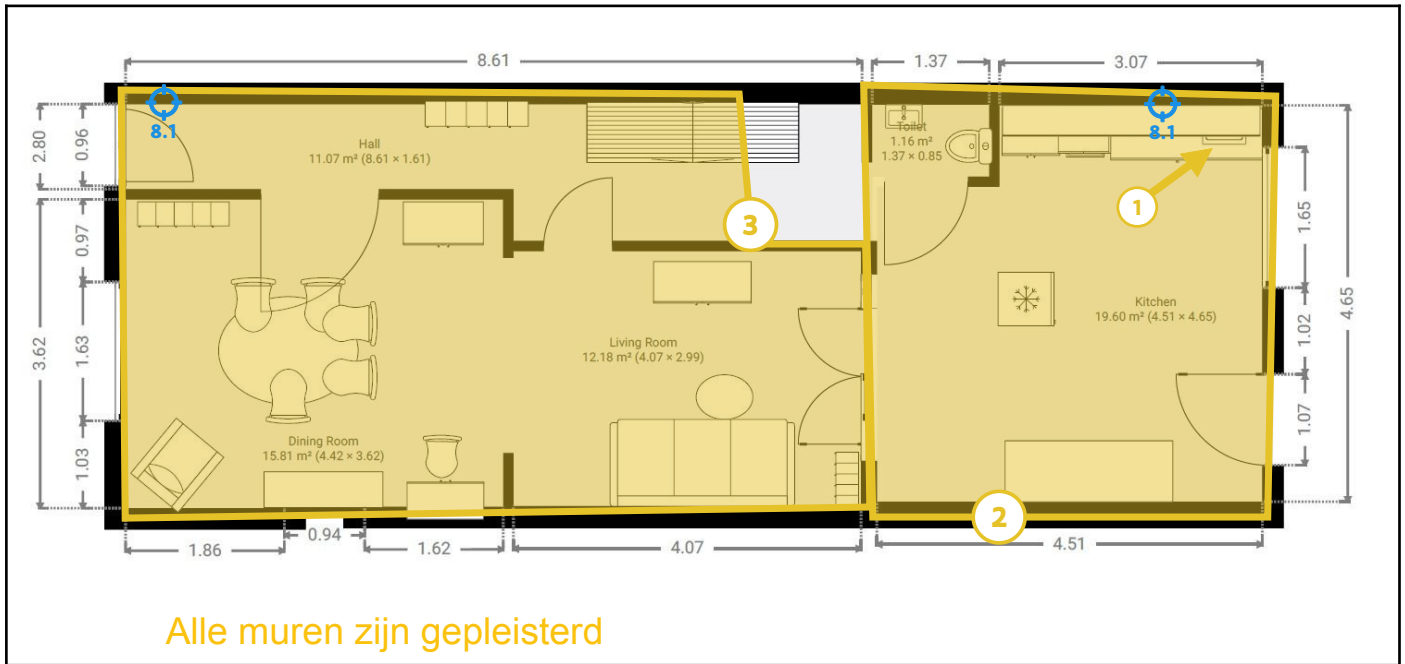 8.61
1.37
3.07
8.1
8.1
Toilet
1.16 m²
1.37 × 0.85
Hall
11.07 m² (8.61 × 1.61)
2.80
0.96
1
3
1.65
0.97
4.65
Kitchen
19.60 m² (4.51 × 4.65)
1.02
Living Room
12.18 m² (4.07 × 2.99)
3.62
1.63
1.07
Dining Room
15.81 m² (4.42 × 3.62)
1.03
2
0.94
1.86
1.62
4.07
4.51
Alle muren zijn gepleisterd